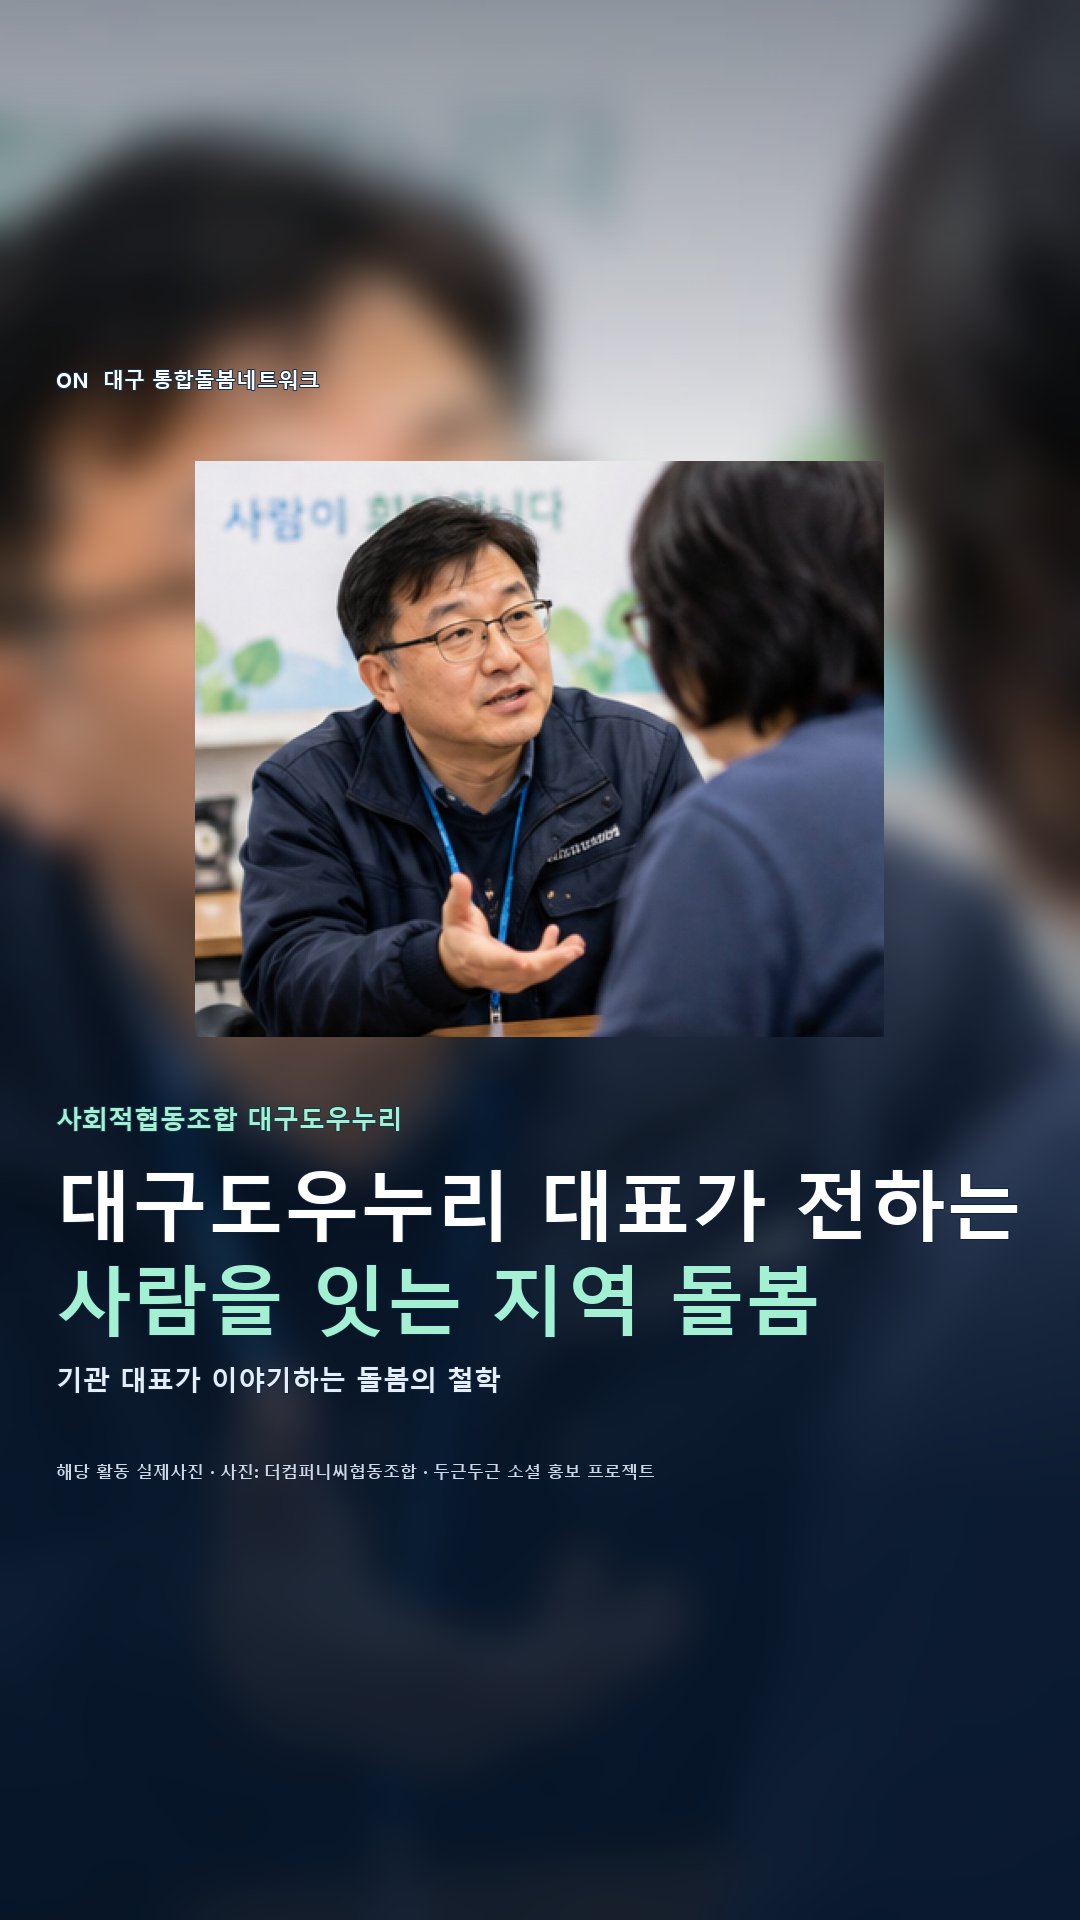 ON 대구 통합돌봄네트워크
사람이
사회적협동조합 대구도우누리
대구도우누리 대표가 전하는
사람을 잇는 지역 돌봄
기관 대표가 이야기하는 돌봄의 철학
해당 활동 실제사진 · 사진: 더컴퍼니씨협동조합 · 두근두근 소셜 홍보 프로젝트